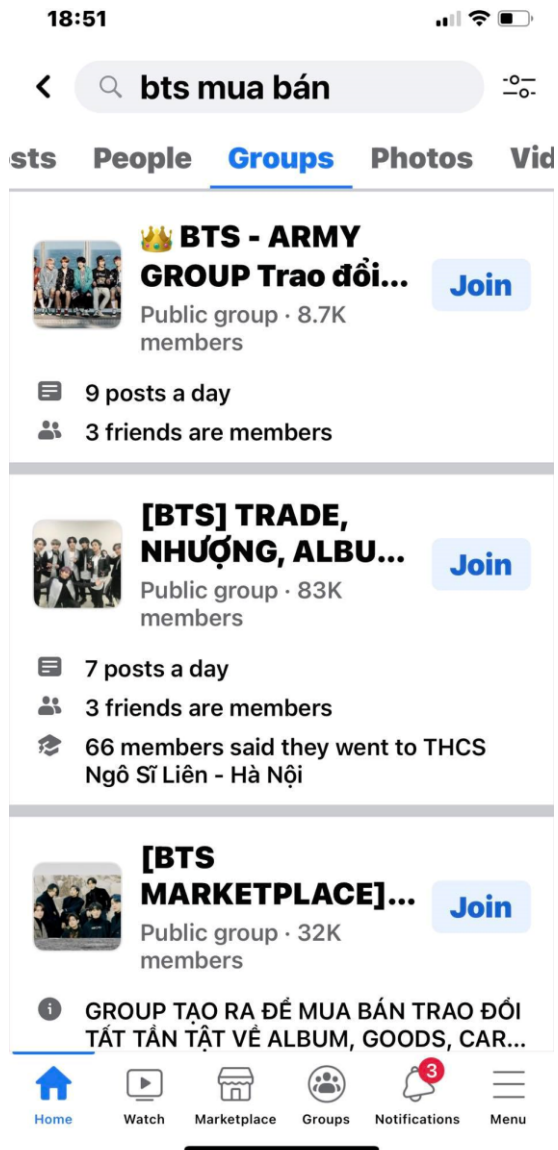 18:51
bts mua bán
sts People Groups Photos Vid
👑 BTS - ARMY
GROUP Trao đổi...
Join
Public group · 8.7K
members
9 posts a day
3 friends are members
[BTS] TRADE,
NHƯỢNG, ALBU...
Join
Public group · 83K
members
7 posts a day
3 friends are members
66 members said they went to THCS
Ngô Sĩ Liên - Hà Nội
[BTS
MARKETPLACE]...
Join
Public group · 32K
members
GROUP TẠO RA ĐỂ MUA BÁN TRAO ĐỔI
TẤT TẦN TẬT VỀ ALBUM, GOODS, CAR...
3
Home Watch Marketplace Groups Notifications Menu